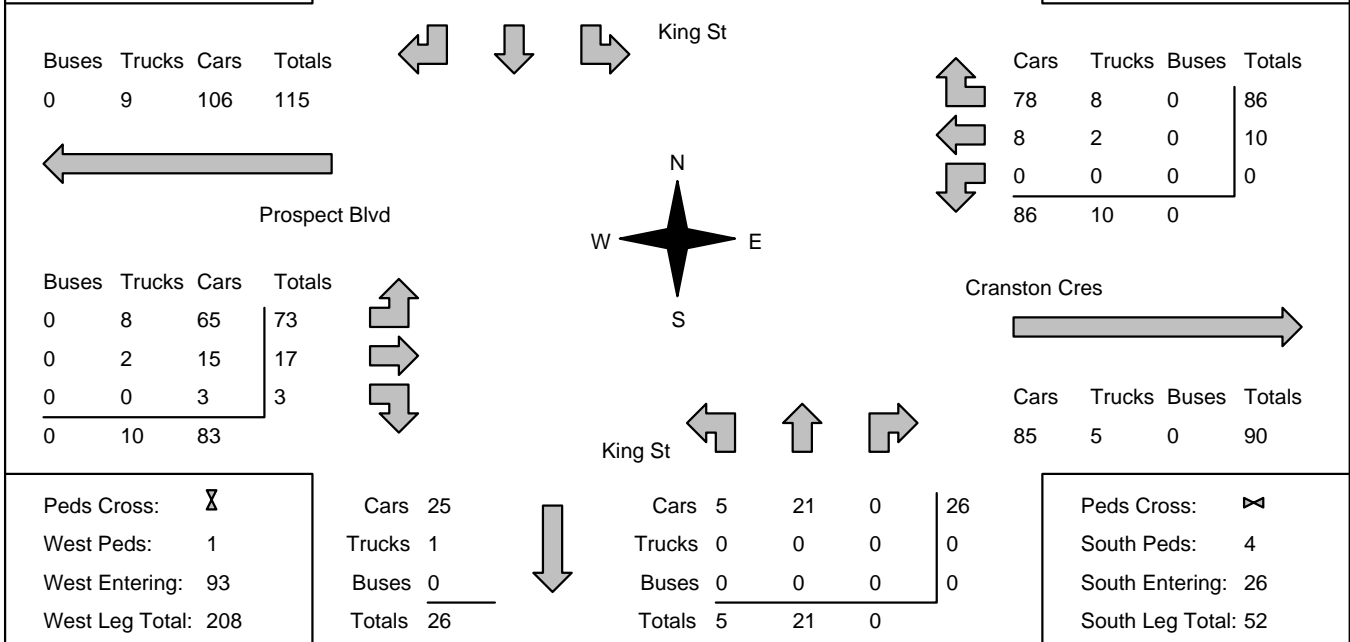 King St
Buses Trucks Cars Totals
0 9 106 115
Cars Trucks Buses Totals
78 8 0 86
8 2 0 10
0 0 0 0
86 10 0
Prospect Blvd
N
W E
S
Buses Trucks Cars Totals
0 8 65 73
0 2 15 17
0 0 3 3
0 10 83
Cranston Cres
Cars Trucks Buses Totals
85 5 0 90
King St
Peds Cross:
West Peds: 1
West Entering: 93
West Leg Total: 208
Cars 25
Trucks 1
Buses 0
Totals 26
Cars 5 21 0 26
Trucks 0 0 0 0
Buses 0 0 0 0
Totals 5 21 0
Peds Cross:
South Peds: 4
South Entering: 26
South Leg Total: 52